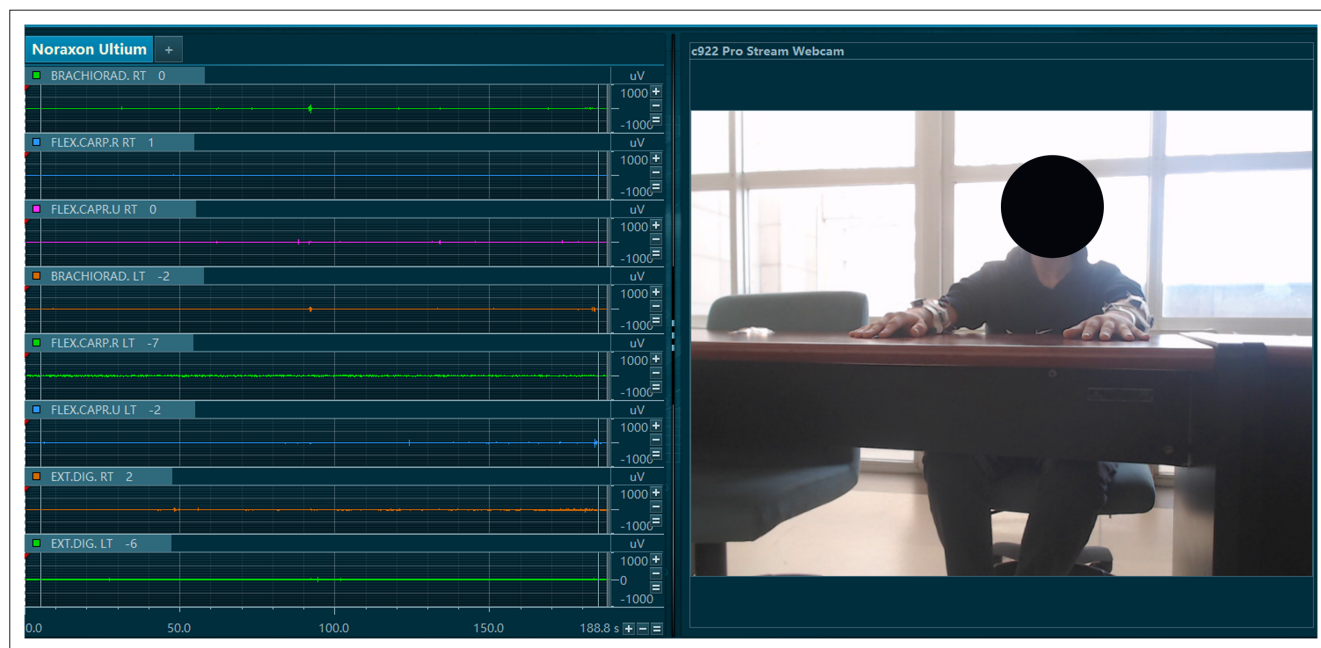 Noraxon Ultium +
BRACHIORAD. RT 0
uV
1000
-1000
FLEX.CARP.R RT 1
uV
1000
-1000
FLEX.CAPR.U RT 0
uV
1000
-1000
BRACHIORAD. LT -2
uV
1000
-1000
FLEX.CARP.R LT -7
uV
1000
-1000
FLEX.CAPR.U LT -2
uV
1000
-1000
EXT.DIG. RT 2
uV
1000
-1000
EXT.DIG. LT -6
uV
1000
0
-1000
0.0 50.0 100.0 150.0 188.8 s
c922 Pro Stream Webcam